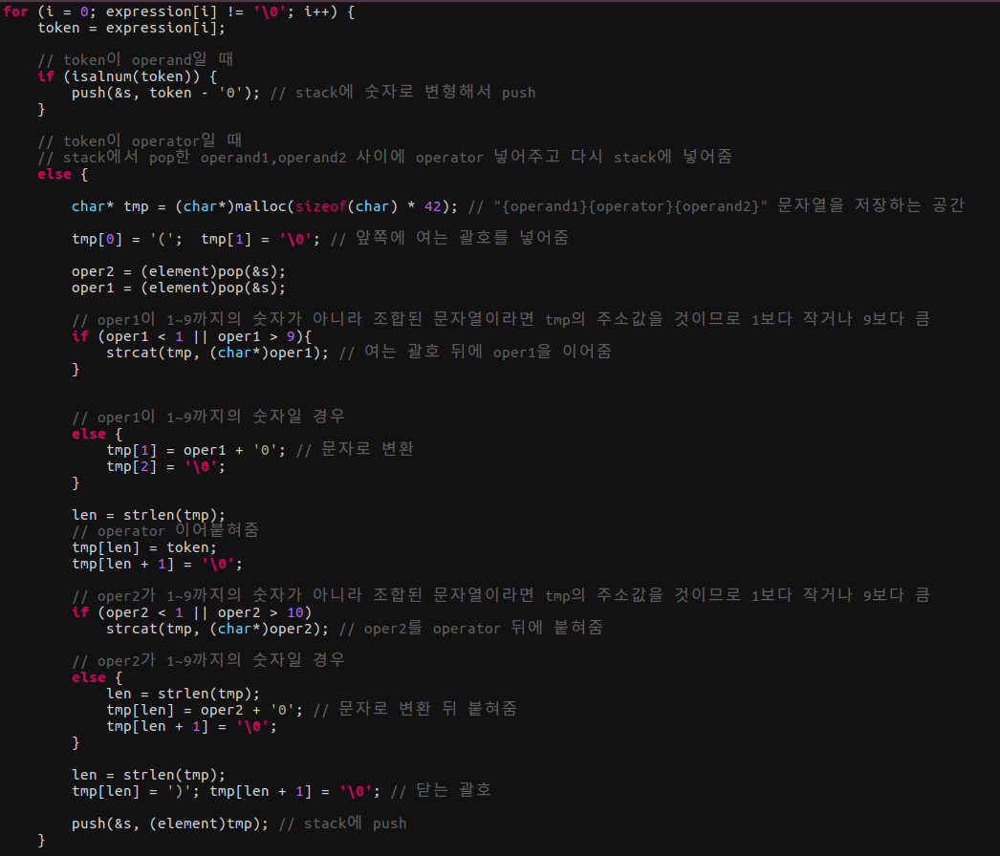 for (i = 0; expression[i] != '\0'; i++) {
token = expression[i];
// token이 operand일 때
if (isalnum(token)) {
push(&s, token - '0'); // stack에 숫자로 변형해서 push
}
// token이 operator일 때
// stack에서 pop한 operand1,operand2 사이에 operator 넣어주고 다시 stack에 넣어줌
else {
char* tmp = (char*)malloc(sizeof(char) * 42); // "{operand1}{operator}{operand2}" 문자열을 저장하는 공간
tmp[0] = '(';  tmp[1] = '\0'; // 앞쪽에 여는 괄호를 넣어줌
oper2 = (element)pop(&s);
oper1 = (element)pop(&s);
// oper1이 1~9까지의 숫자가 아니라 조합된 문자열이라면 tmp의 주소값을 것이므로 1보다 작거나 9보다 큼
if (oper1 < 1 || oper1 > 9){
strcat(tmp, (char*)oper1); // 여는 괄호 뒤에 oper1을 이어줌
}
// oper1이 1~9까지의 숫자일 경우
else {
tmp[1] = oper1 + '0'; // 문자로 변환
tmp[2] = '\0';
}
len = strlen(tmp);
// operator 이어붙혀줌
tmp[len] = token;
tmp[len + 1] = '\0';
// oper2가 1~9까지의 숫자가 아니라 조합된 문자열이라면 tmp의 주소값을 것이므로 1보다 작거나 9보다 큼
if (oper2 < 1 || oper2 > 10)
strcat(tmp, (char*)oper2); // oper2를 operator 뒤에 붙혀줌
// oper2가 1~9까지의 숫자일 경우
else {
len = strlen(tmp);
tmp[len] = oper2 + '0'; // 문자로 변환 뒤 붙혀줌
tmp[len + 1] = '\0';
}
len = strlen(tmp);
tmp[len] = ')'; tmp[len + 1] = '\0'; // 닫는 괄호
push(&s, (element)tmp); // stack에 push
}